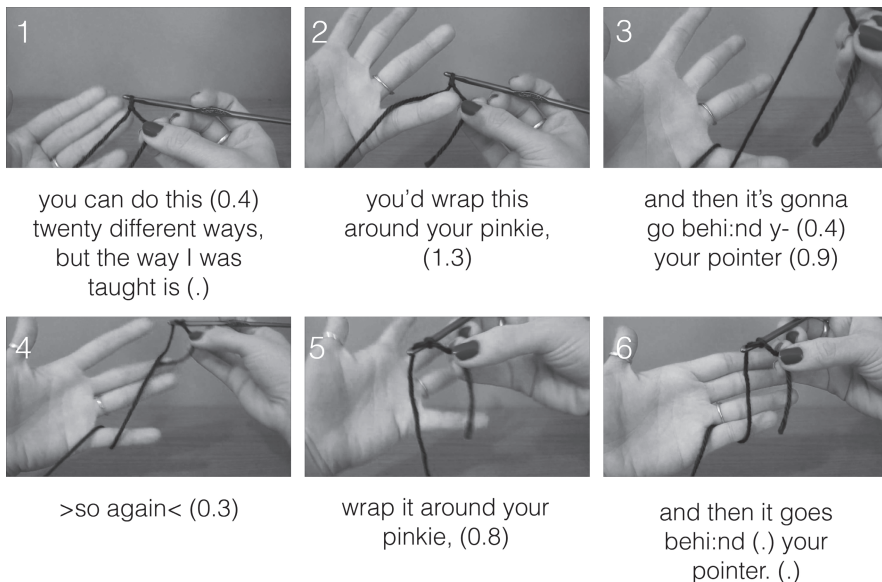 1
you can do this (0.4)
twenty different ways,
but the way I was
taught is (.)
2
you’d wrap this
around your pinkie,
(1.3)
3
and then it’s gonna
go behi:nd y- (0.4)
your pointer (0.9)
4
>so again< (0.3)
5
wrap it around your
pinkie, (0.8)
6
and then it goes
behi:nd (.) your
pointer. (.)